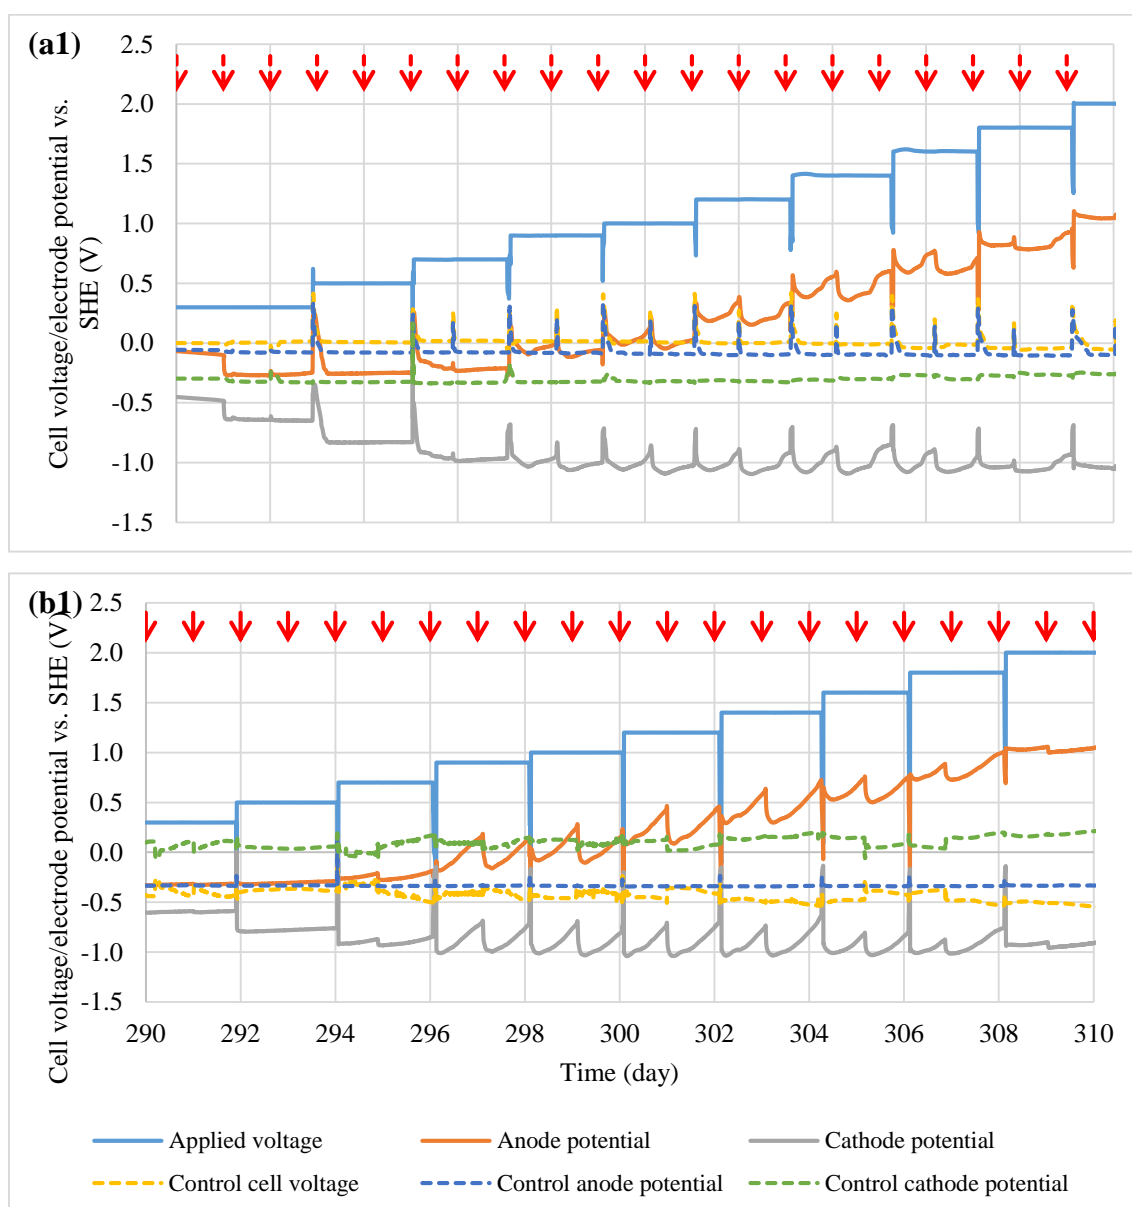 (a1)
Cell voltage/electrode potential vs.
SHE (V)
2.5
2.0
1.5
1.0
0.5
0.0
-0.5
-1.0
-1.5
(b1)
Cell voltage/electrode potential vs. SHE (V)
2.5
2.0
1.5
1.0
0.5
0.0
-0.5
-1.0
-1.5
290 292 294 296 298 300 302 304 306 308 310
Time (day)
Applied voltage Anode potential Cathode potential
Control cell voltage Control anode potential Control cathode potential